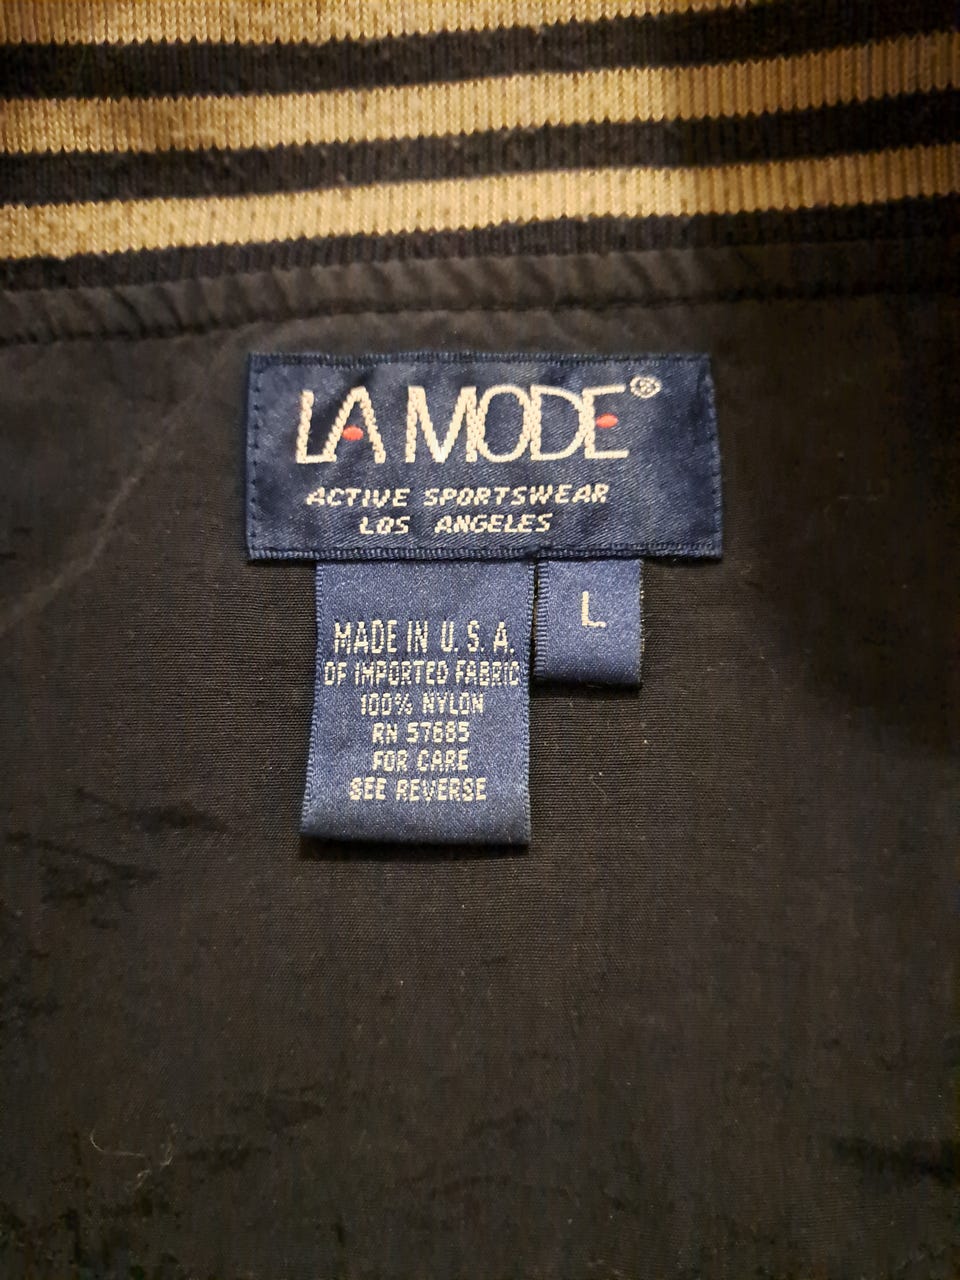 LA MODE®
ACTIVE SPORTSWEAR
LOS ANGELES
L
MADE IN U.S.A.
OF IMPORTED FABRIC
100% NYLON
RN 57685
FOR CARE
SEE REVERSE